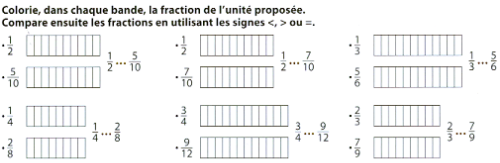 Colorie, dans chaque bande, la fraction de l'unité proposée.
Compare ensuite les fractions en utilisant les signes <, > ou =.
• 1/2
• 5/10
1/2 ... 5/10
• 1/2
• 7/10
1/2 ... 7/10
• 1/3
• 5/6
1/3 ... 5/6
• 1/4
• 2/8
1/4 ... 2/8
• 3/4
• 9/12
3/4 ... 9/12
• 2/3
• 7/9
2/3 ... 7/9